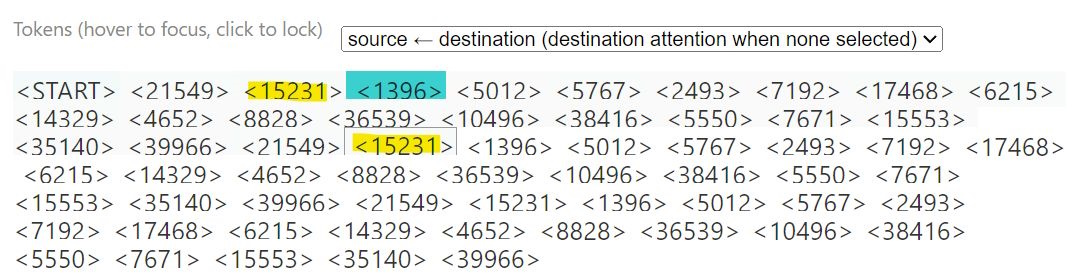 Tokens (hover to focus, click to lock) source ← destination (destination attention when none selected)
<START> <21549> <15231> <1396> <5012> <5767> <2493> <7192> <17468> <6215>
<14329> <4652> <8828> <36539> <10496> <38416> <5550> <7671> <15553>
<35140> <39966> <21549> <15231> <1396> <5012> <5767> <2493> <7192> <17468>
<6215> <14329> <4652> <8828> <36539> <10496> <38416> <5550> <7671>
<15553> <35140> <39966> <21549> <15231> <1396> <5012> <5767> <2493>
<7192> <17468> <6215> <14329> <4652> <8828> <36539> <10496> <38416>
<5550> <7671> <15553> <35140> <39966>